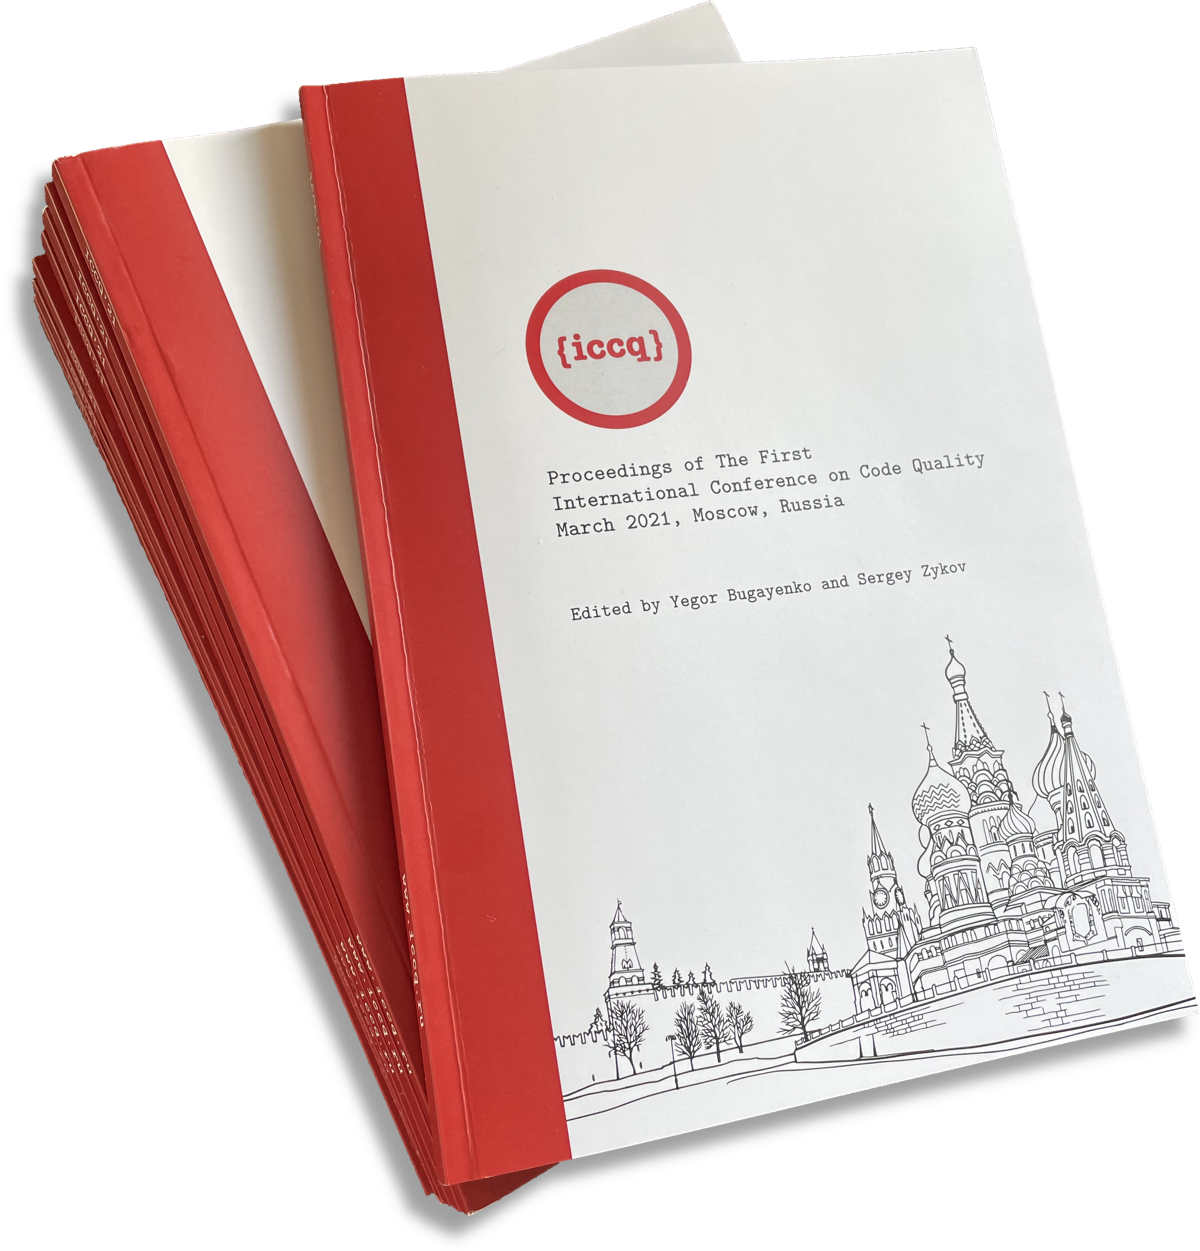 {iccq}
Proceedings of The First
International Conference on Code Quality
March 2021, Moscow, Russia
Edited by Yegor Bugayenko and Sergey Zykov